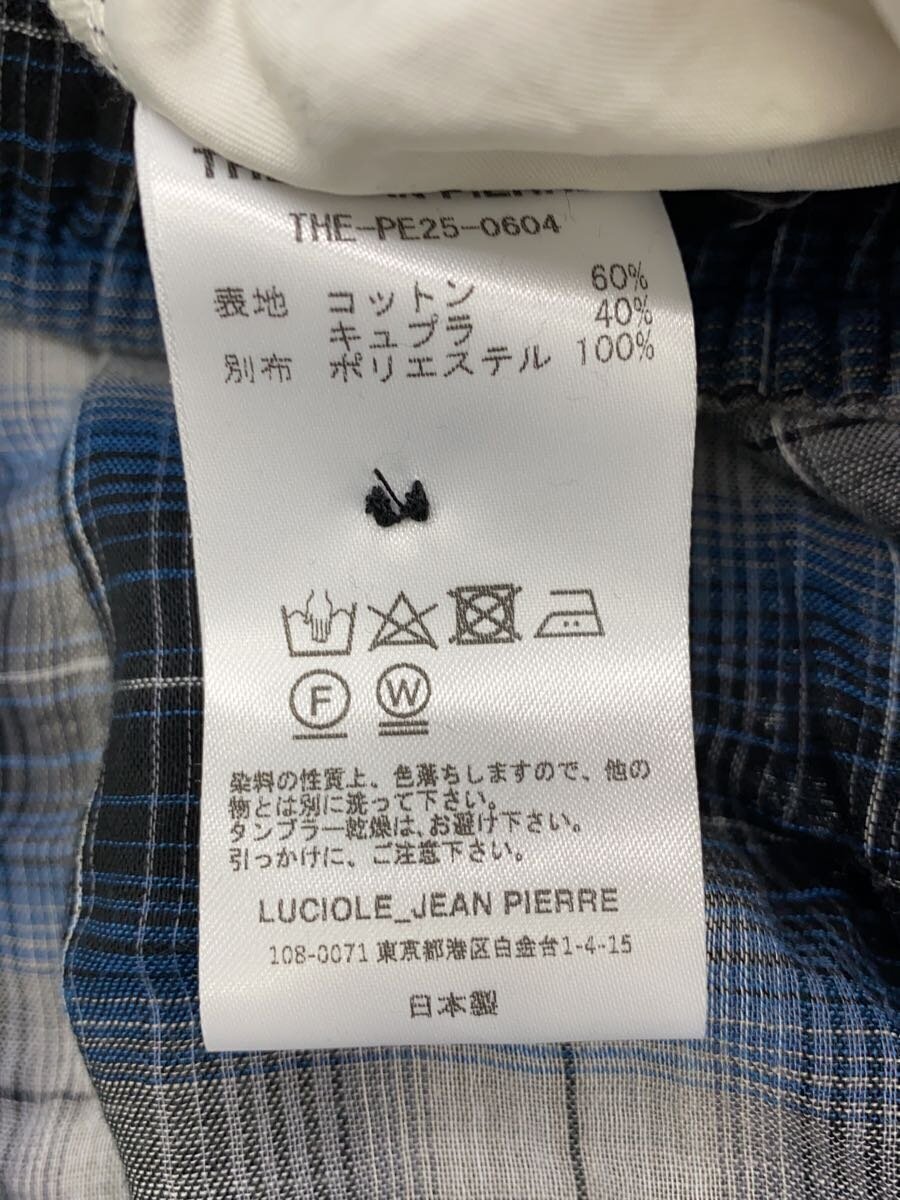 THE-PE25-0604
表地 コットン 60%
キュプラ 40%
別布 ポリエステル 100%
F W
染料の性質上、色落ちしますので、他の
物とは別に洗って下さい。
タンブラー乾燥は、お避け下さい。
引っかけに、ご注意下さい。
LUCIOLE_JEAN PIERRE
108-0071 東京都港区白金台1-4-15
日本製